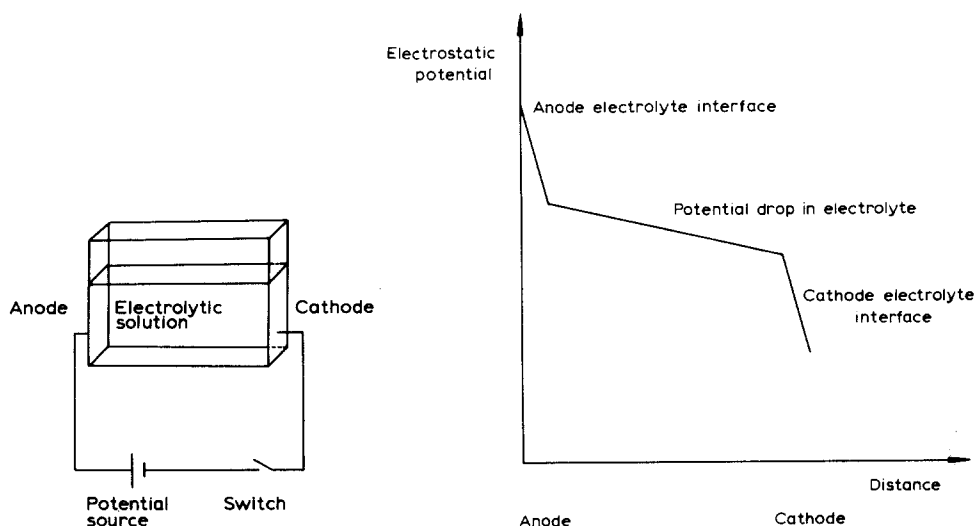 Electrostatic
potential
Anode electrolyte interface
Potential drop in electrolyte
Cathode electrolyte
interface
Distance
Anode
Cathode
Anode
Electrolytic
solution
Cathode
Potential
source
Switch